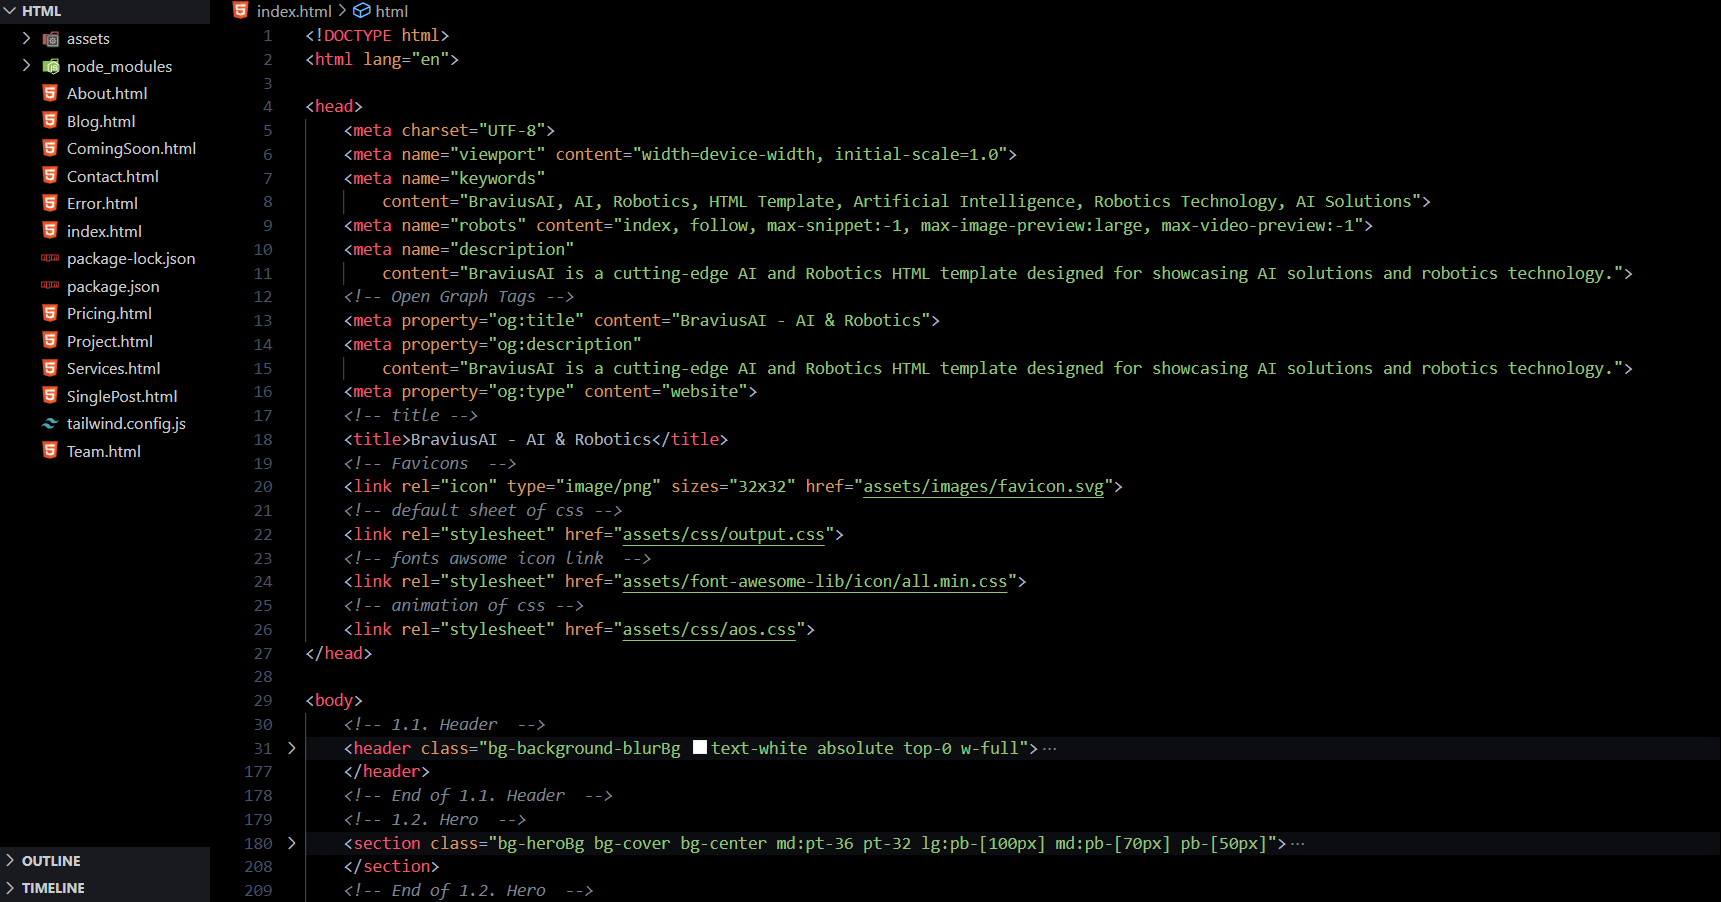 HTML
assets
node_modules
About.html
Blog.html
ComingSoon.html
Contact.html
Error.html
index.html
package-lock.json
package.json
Pricing.html
Project.html
Services.html
SinglePost.html
tailwind.config.js
Team.html
OUTLINE
TIMELINE
index.html > html
1 <!DOCTYPE html>
2 <html lang="en">
3
4 <head>
5 <meta charset="UTF-8">
6 <meta name="viewport" content="width=device-width, initial-scale=1.0">
7 <meta name="keywords"
8 content="BraviusAI, AI, Robotics, HTML Template, Artificial Intelligence, Robotics Technology, AI Solutions">
9 <meta name="robots" content="index, follow, max-snippet:-1, max-image-preview:large, max-video-preview:-1">
10 <meta name="description"
11 content="BraviusAI is a cutting-edge AI and Robotics HTML template designed for showcasing AI solutions and robotics technology.">
12 <!-- Open Graph Tags -->
13 <meta property="og:title" content="BraviusAI - AI & Robotics">
14 <meta property="og:description"
15 content="BraviusAI is a cutting-edge AI and Robotics HTML template designed for showcasing AI solutions and robotics technology.">
16 <meta property="og:type" content="website">
17 <!-- title -->
18 <title>BraviusAI - AI & Robotics</title>
19 <!-- Favicons  -->
20 <link rel="icon" type="image/png" sizes="32x32" href="assets/images/favicon.svg">
21 <!-- default sheet of css -->
22 <link rel="stylesheet" href="assets/css/output.css">
23 <!-- fonts awsome icon link  -->
24 <link rel="stylesheet" href="assets/font-awesome-lib/icon/all.min.css">
25 <!-- animation of css -->
26 <link rel="stylesheet" href="assets/css/aos.css">
27 </head>
28
29 <body>
30 <!-- 1.1. Header  -->
31 <header class="bg-background-blurBg text-white absolute top-0 w-full">···
177 </header>
178 <!-- End of 1.1. Header  -->
179 <!-- 1.2. Hero  -->
180 <section class="bg-heroBg bg-cover bg-center md:pt-36 pt-32 lg:pb-[100px] md:pb-[70px] pb-[50px]">···
208 </section>
209 <!-- End of 1.2. Hero  -->